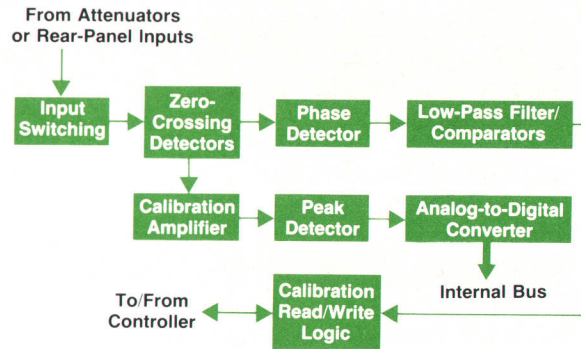 From Attenuators
or Rear-Panel Inputs
Input
Switching
Zero-
Crossing
Detectors
Phase
Detector
Low-Pass Filter/
Comparators
Calibration
Amplifier
Peak
Detector
Analog-to-Digital
Converter
Internal Bus
To/From
Controller
Calibration
Read/Write
Logic